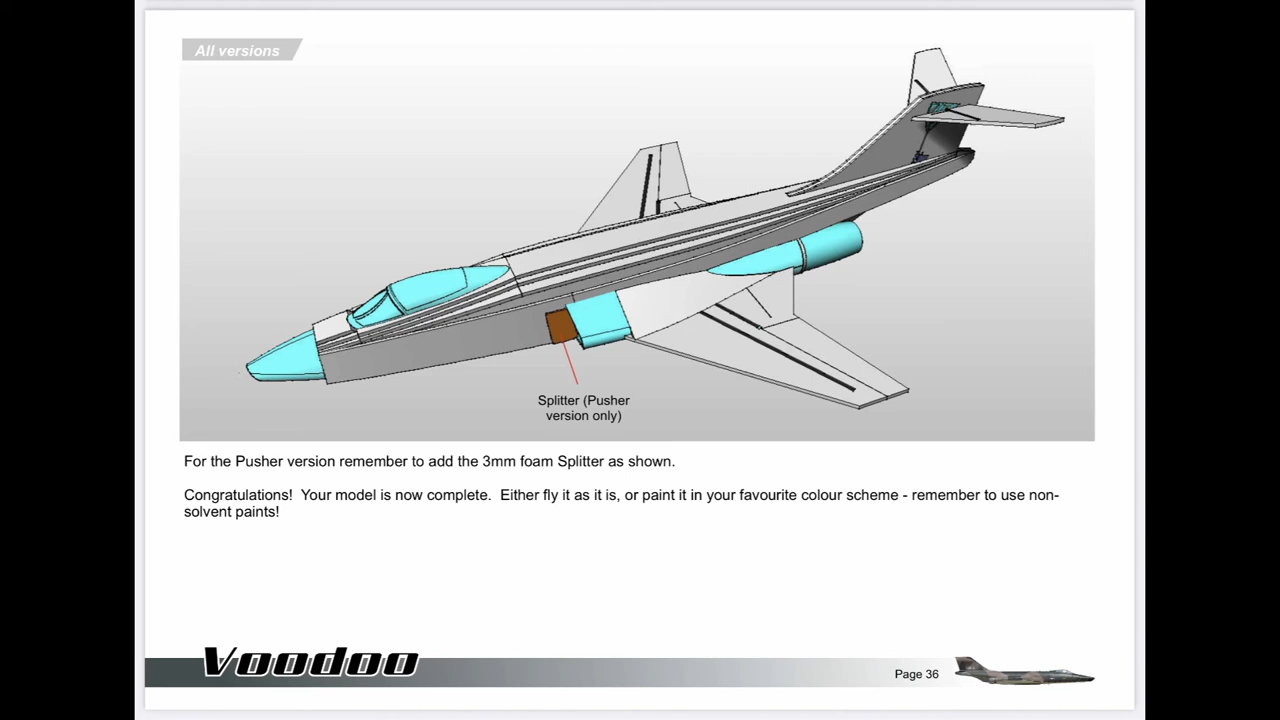 All versions
Splitter (Pusher
version only)
For the Pusher version remember to add the 3mm foam Splitter as shown.
Congratulations!  Your model is now complete.  Either fly it as it is, or paint it in your favourite colour scheme - remember to use non-
solvent paints!
Voodoo
Page 36